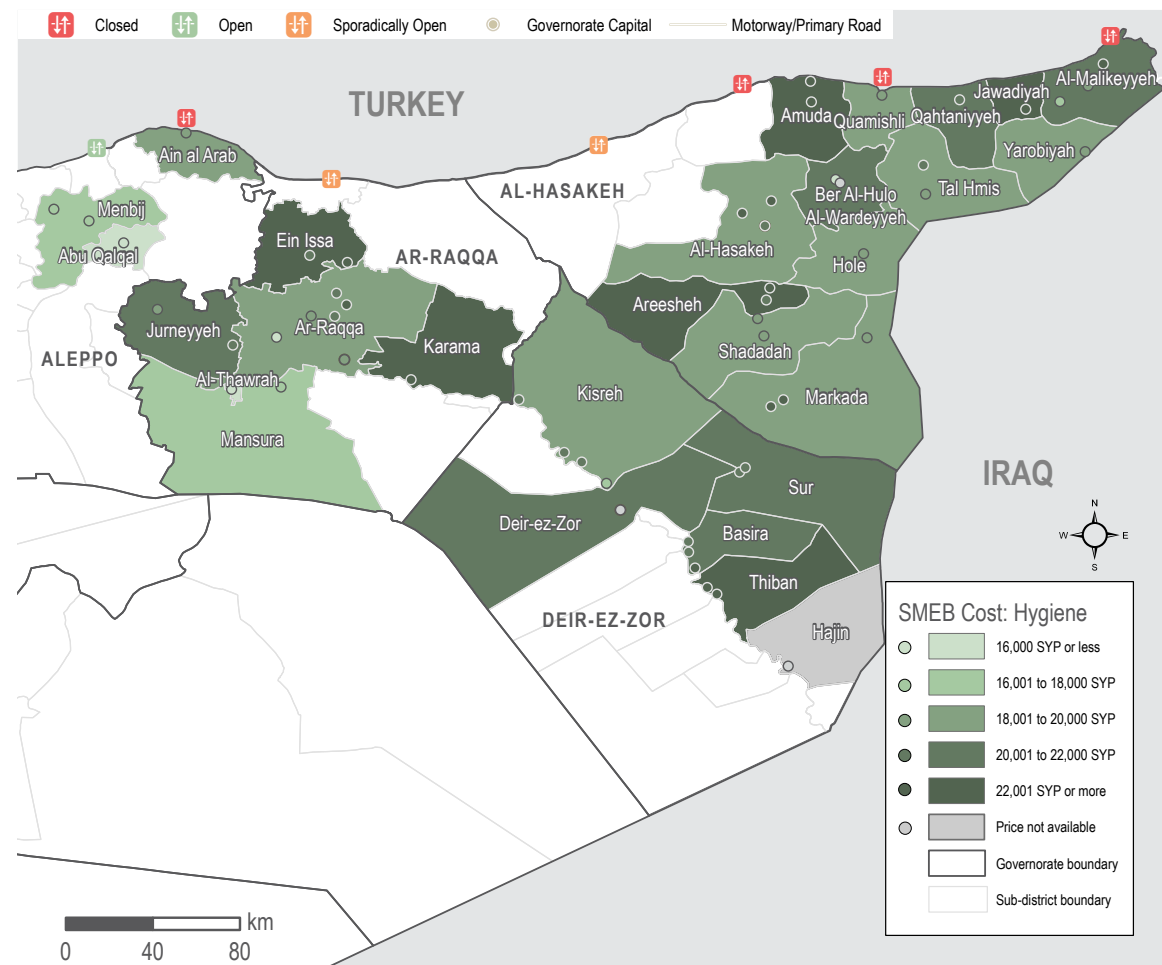 Closed
Open
Sporadically Open
Governorate Capital
Motorway/Primary Road
TURKEY
Ain al Arab
Amuda
Quamishli
Qahtaniyyeh
Jawadiyah
Al-Malikeyyeh
Yarobiyah
Menbij
Abu Qalqal
AL-HASAKEH
Ber Al-Hulo
Al-Wardeyyeh
Tal Hmis
Ein Issa
AR-RAQQA
Al-Hasakeh
Hole
Jurneyyeh
Ar-Raqqa
Areesheh
ALEPPO
Karama
Shadadah
Al-Thawrah
Kisreh
Markada
Mansura
IRAQ
Sur
Deir-ez-Zor
Basira
Thiban
DEIR-EZ-ZOR
Hajin
N
W
E
S
SMEB Cost: Hygiene
16,000 SYP or less
16,001 to 18,000 SYP
18,001 to 20,000 SYP
20,001 to 22,000 SYP
22,001 SYP or more
Price not available
Governorate boundary
Sub-district boundary
km
0 40 80